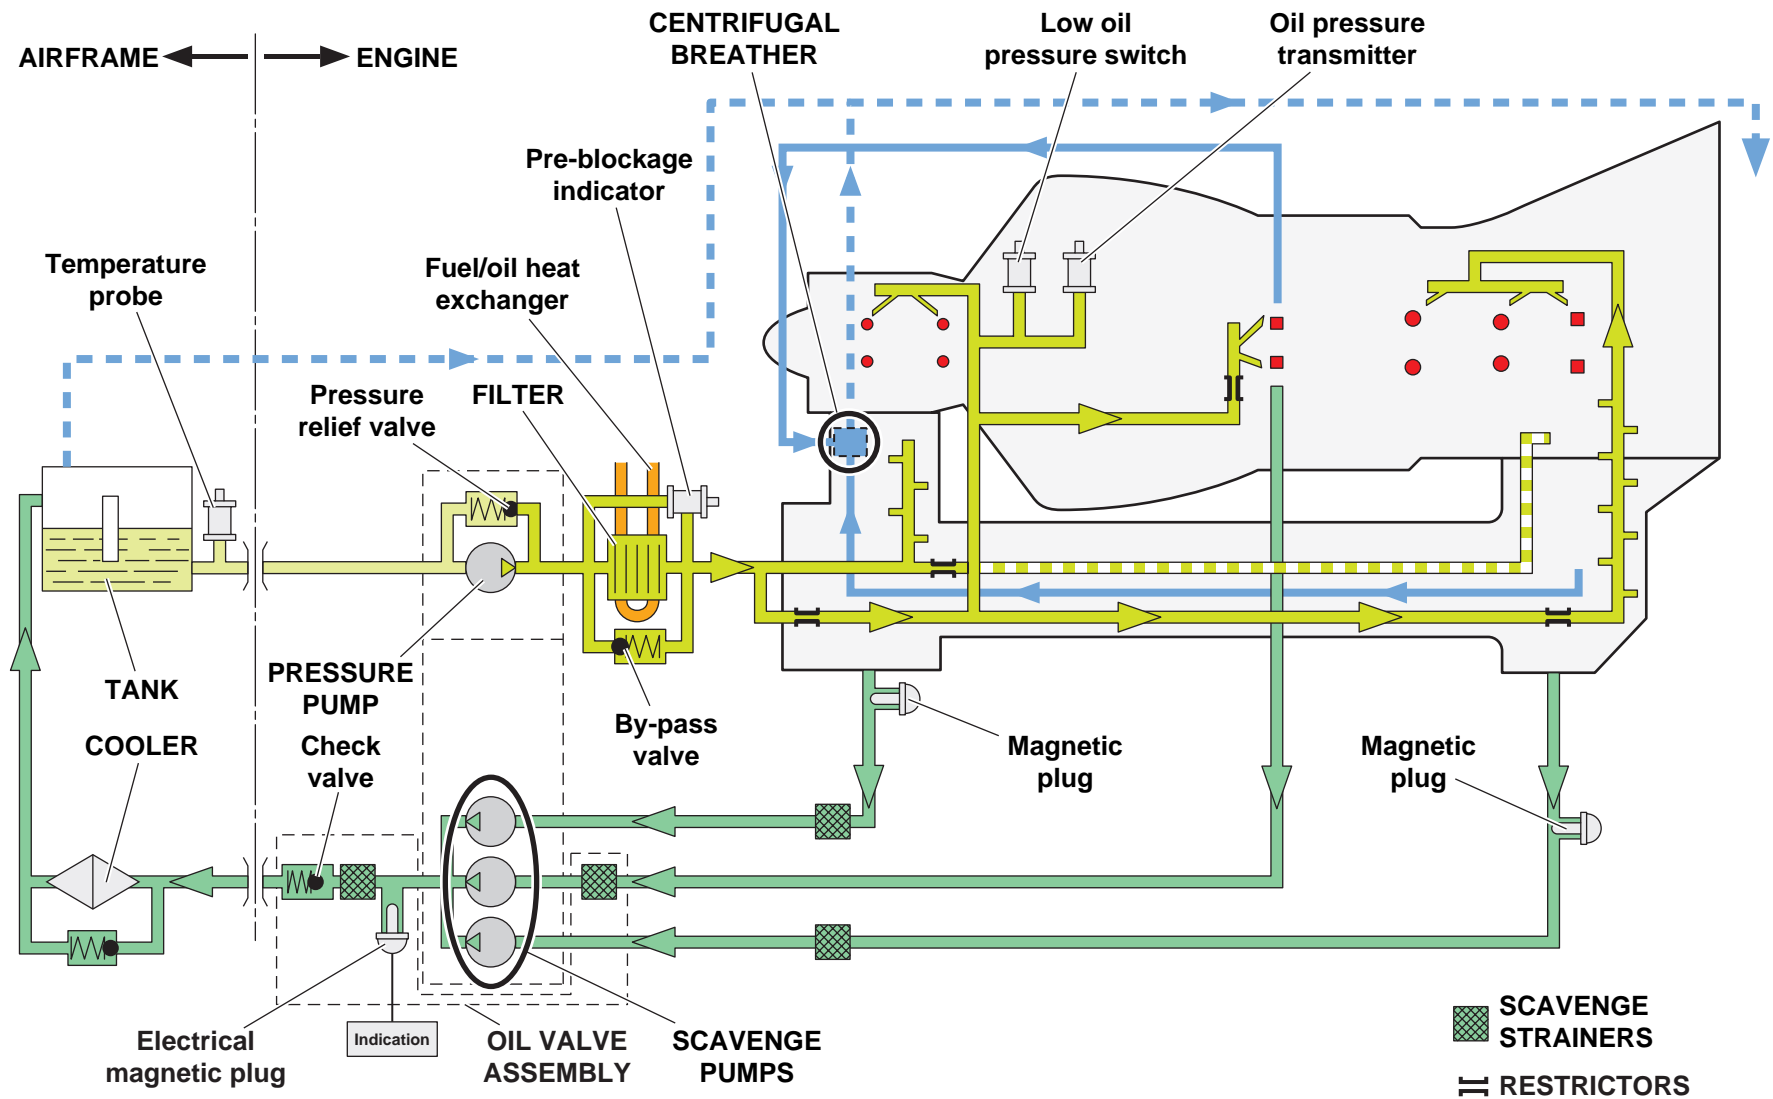 CENTRIFUGAL
BREATHER
Low oil
pressure switch
Oil pressure
transmitter
AIRFRAME
ENGINE
Pre-blockage
indicator
Temperature
probe
Fuel/oil heat
exchanger
Pressure
relief valve
FILTER
TANK
PRESSURE
PUMP
By-pass
valve
COOLER
Check
valve
Magnetic
plug
Magnetic
plug
Electrical
magnetic plug
Indication
OIL VALVE
ASSEMBLY
SCAVENGE
PUMPS
SCAVENGE
STRAINERS
RESTRICTORS